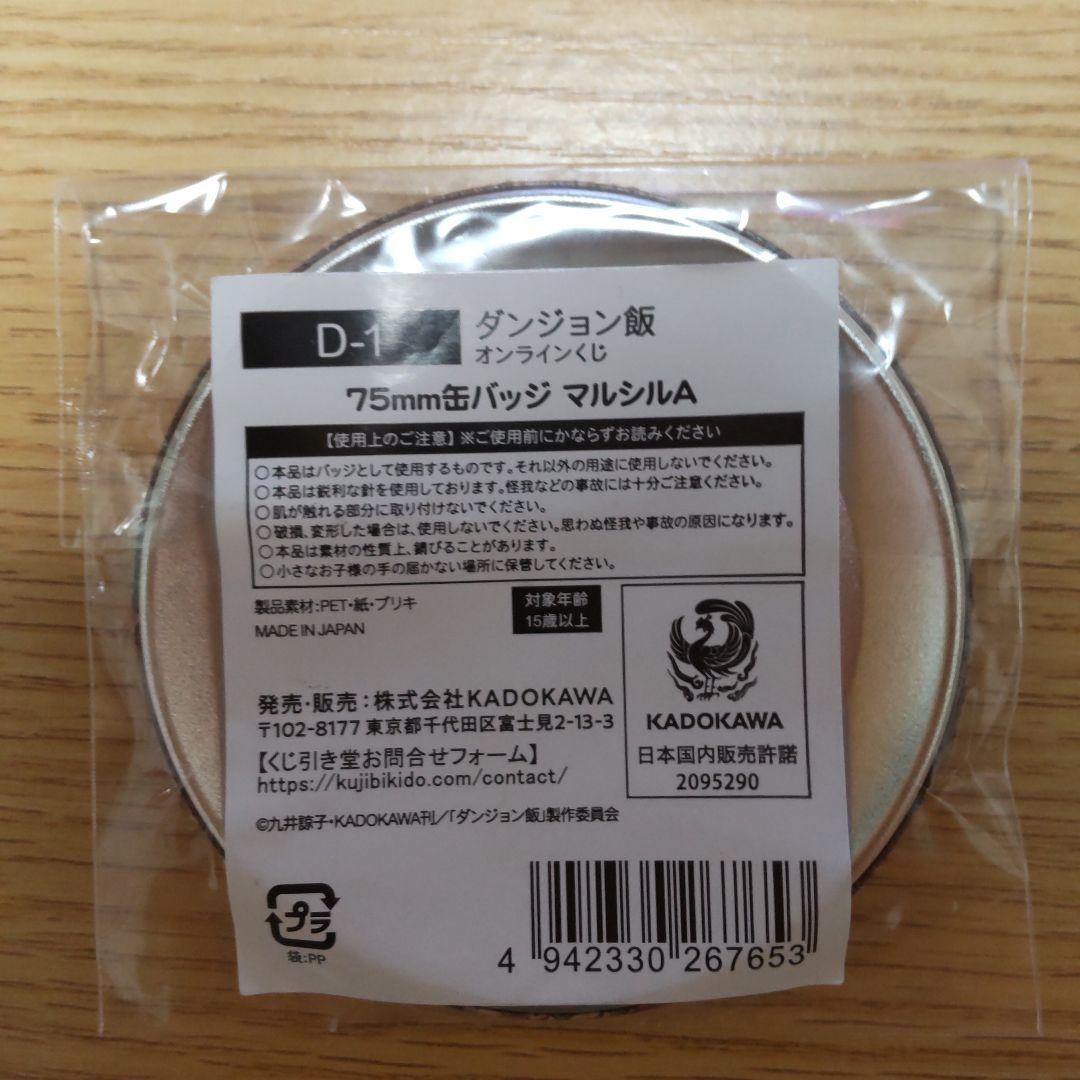 D-1
ダンジョン飯
オンラインくじ
75mm缶バッジ マルシルA
【使用上のご注意】※ご使用前にかならずお読みください
○本品はバッジとして使用するものです。それ以外の用途に使用しないでください。
○本品は鋭利な針を使用しております。怪我などの事故には十分ご注意ください。
○肌が触れる部分に取り付けないでください。
○破損、変形した場合は、使用しないでください。思わぬ怪我や事故の原因になります。
○本品は素材の性質上、錆びることがあります。
○小さなお子様の手の届かない場所に保管してください。
製品素材:PET・紙・ブリキ
MADE IN JAPAN
対象年齢
15歳以上
発売・販売：株式会社KADOKAWA
〒102-8177 東京都千代田区富士見2-13-3
【くじ引き堂お問合せフォーム】
https://kujibikido.com/contact/
©九井諒子・KADOKAWA刊／「ダンジョン飯」製作委員会
KADOKAWA
日本国内販売許諾
2095290
プラ
袋:PP
4 942330 267653